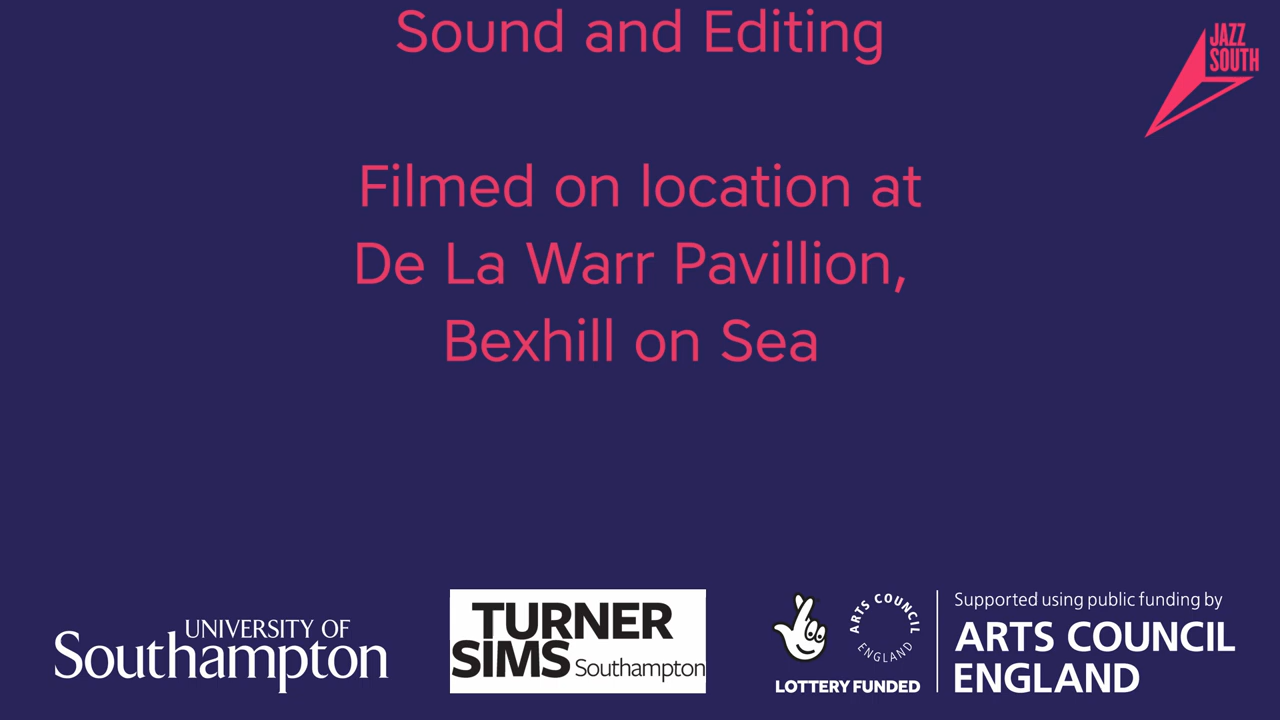 Sound and Editing
JAZZ
SOUTH
Filmed on location at
De La Warr Pavillion,
Bexhill on Sea
UNIVERSITY OF
Southampton
TURNER
SIMS Southampton
LOTTERY FUNDED
ARTS COUNCIL
ENGLAND
Supported using public funding by
ARTS COUNCIL
ENGLAND